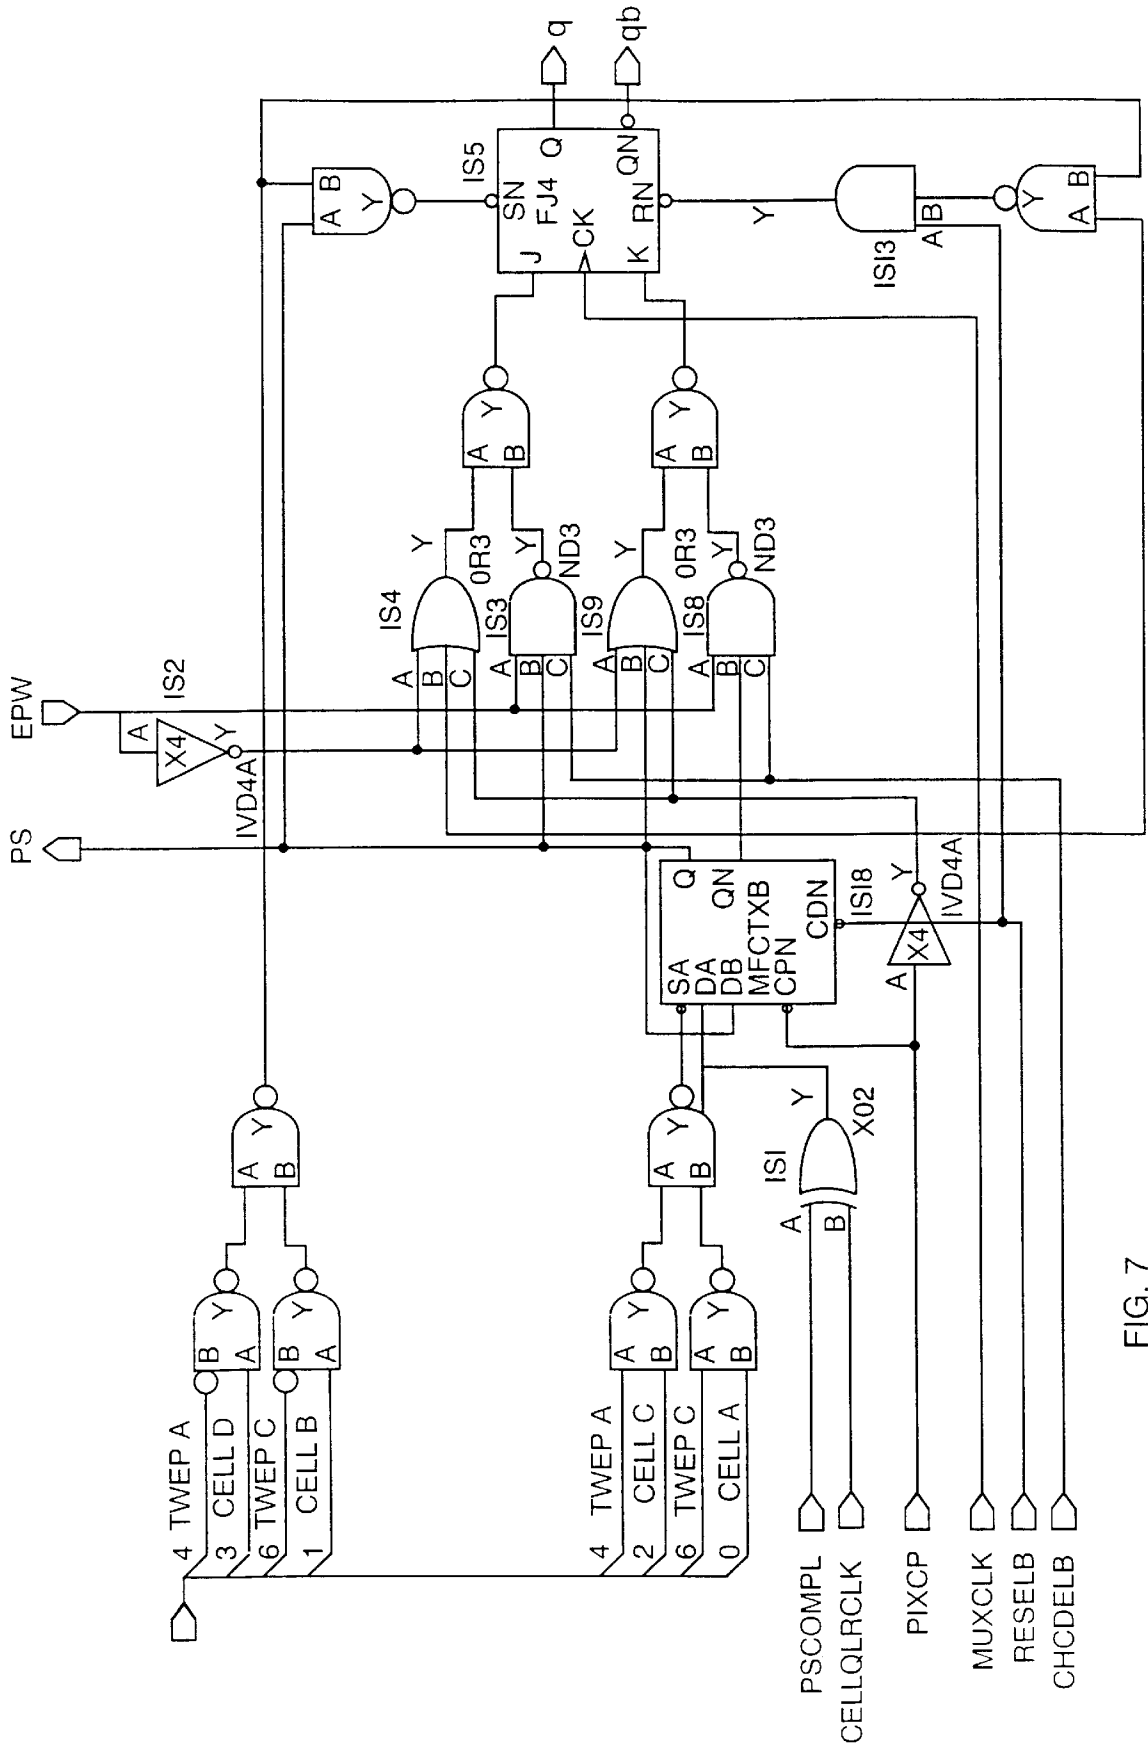 4 TWEP A
3 CELL D
6 TWEP C
1 CELL B
B
A
Y
B
A
Y
A
B
Y
4 TWEP A
2 CELL C
6 TWEP C
0 CELL A
A
B
Y
A
B
Y
A
B
Y
PSCOMPL
CELLQLRCLK
PIXCP
MUXCLK
RESELB
CHCDELB
A
B
ISI
Y
X02
SA
DA
DB
MFCTXB
CPN
Q
QN
CDN
ISI8
A
X4
Y
IVD4A
PS
EPW
A
X4
Y
IS2
IVD4A
A
B
C
IS4
Y
0R3
A
B
C
IS3
Y
ND3
A
B
C
IS9
Y
0R3
A
B
C
IS8
Y
ND3
A
B
Y
A
B
Y
A
B
Y
IS5
J
SN
FJ4
CK
K
RN
Q
QN
q
qb
Y
ISI3
A
B
Y
A
B
FIG. 7